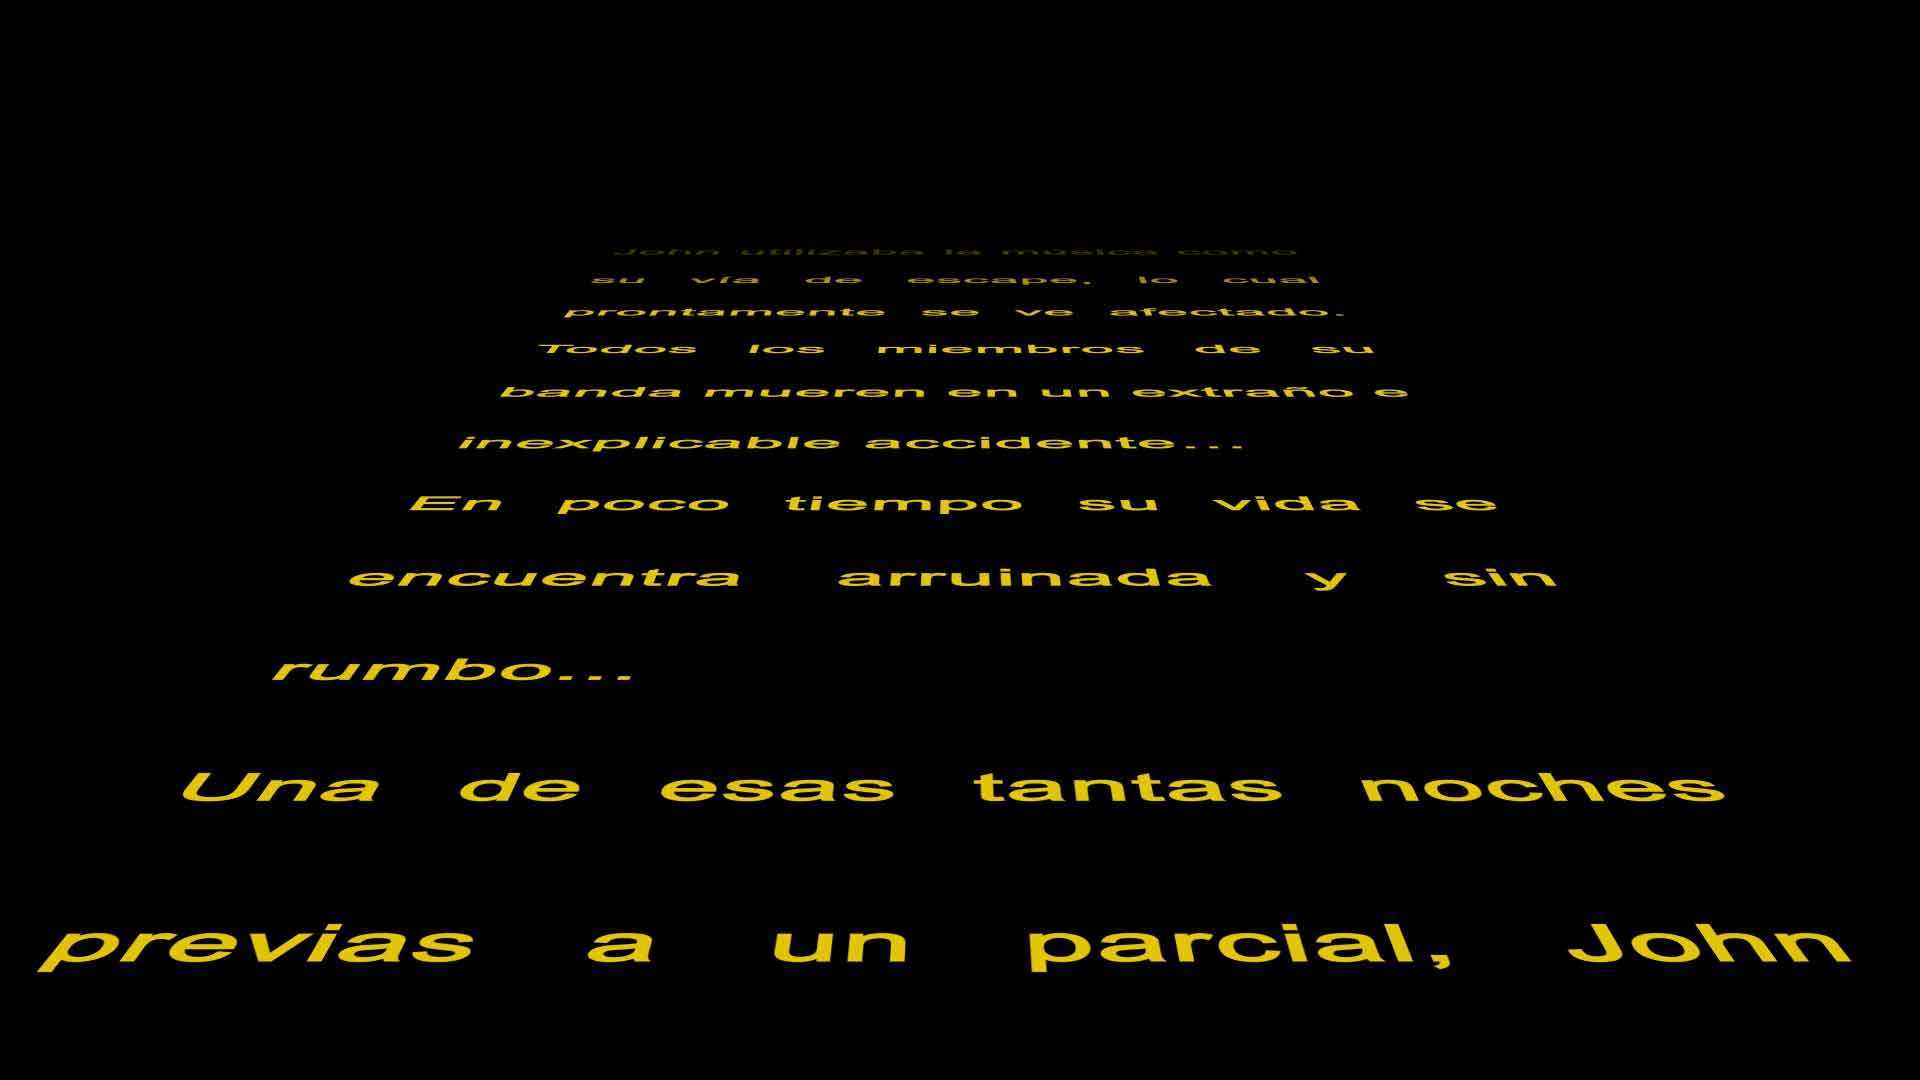 John utilizaba la música como
su vía de escape, lo cual
prontamente se ve afectado.
Todos los miembros de su
banda mueren en un extraño e
inexplicable accidente...
En poco tiempo su vida se
encuentra arruinada y sin
rumbo...
Una de esas tantas noches
previas a un parcial, John